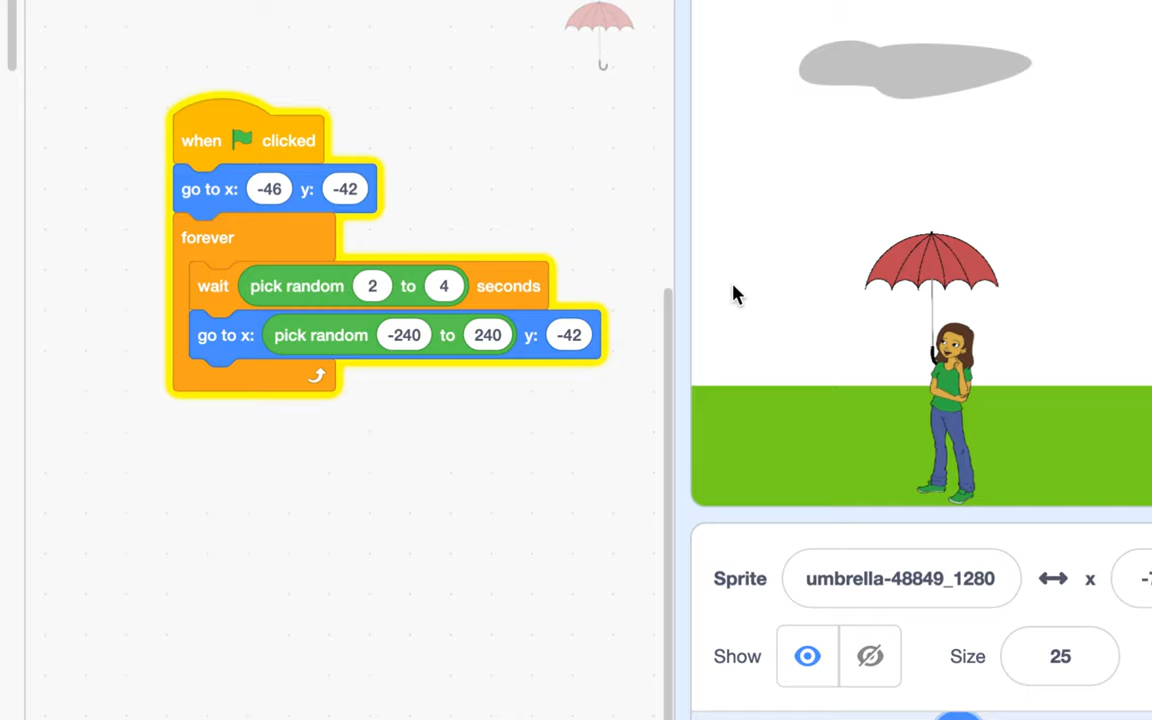 when clicked
go to x: -46 y: -42
forever
wait pick random 2 to 4 seconds
go to x: pick random -240 to 240 y: -42
Sprite umbrella-48849_1280 x
Show Size 25